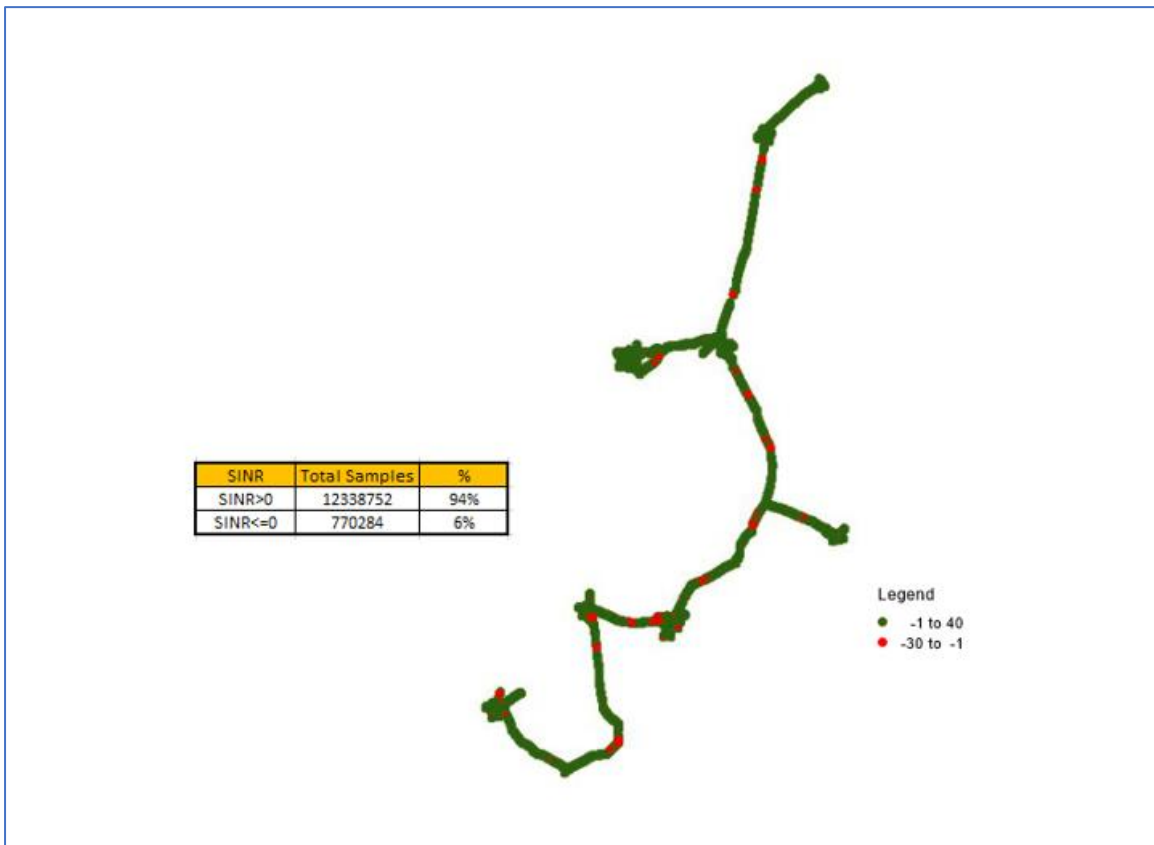 SINR Total Samples %
SINR>0 12338752 94%
SINR<=0 770284 6%
Legend
-1 to 40
-30 to -1